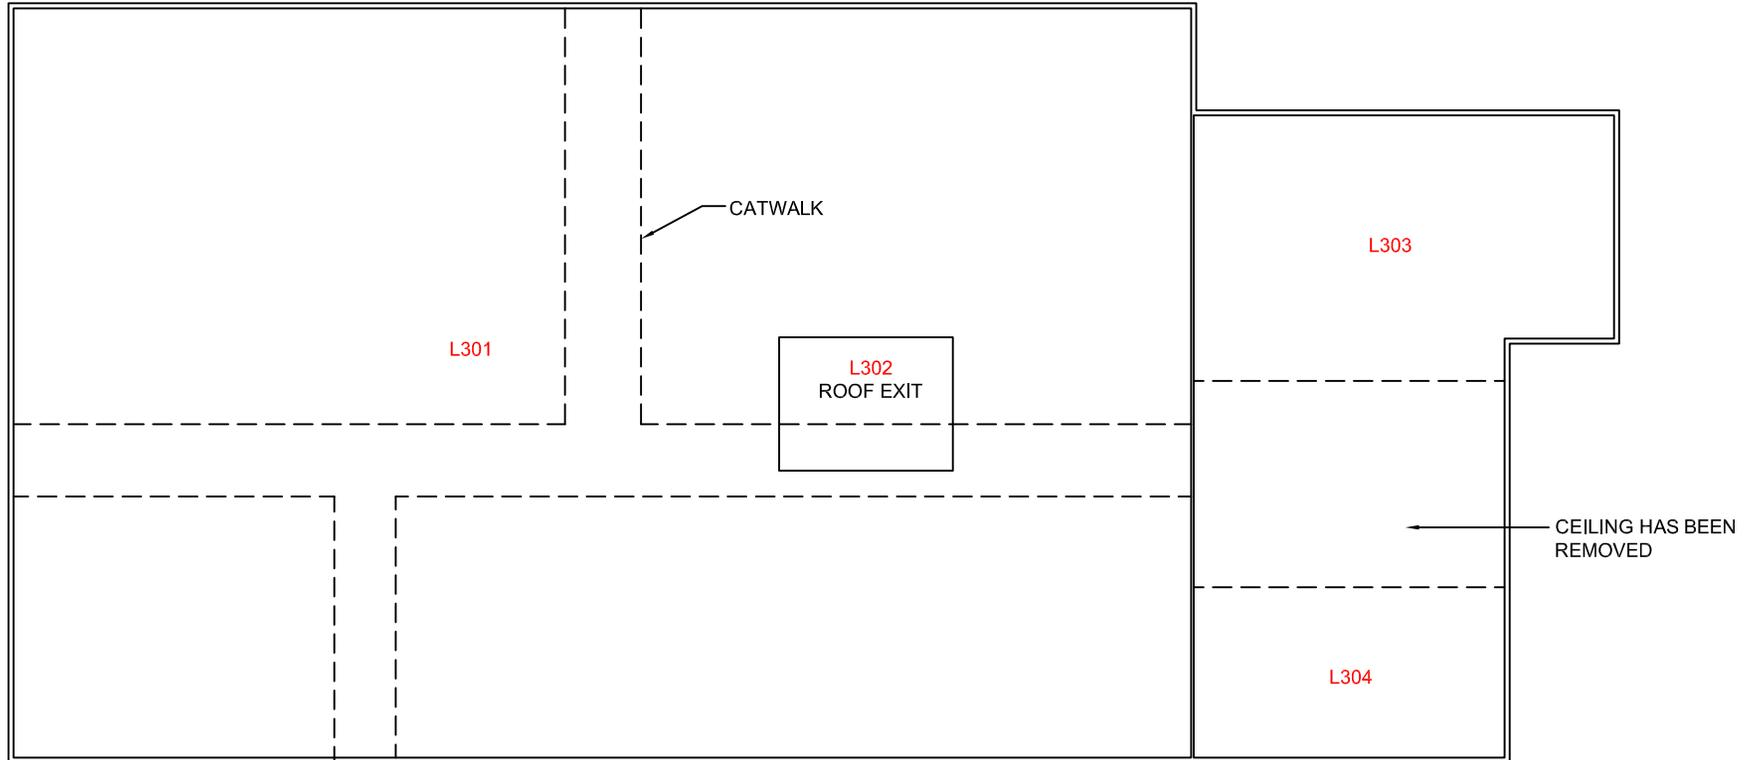 CATWALK
L303
L301
L302
ROOF EXIT
CEILING HAS BEEN
REMOVED
L304